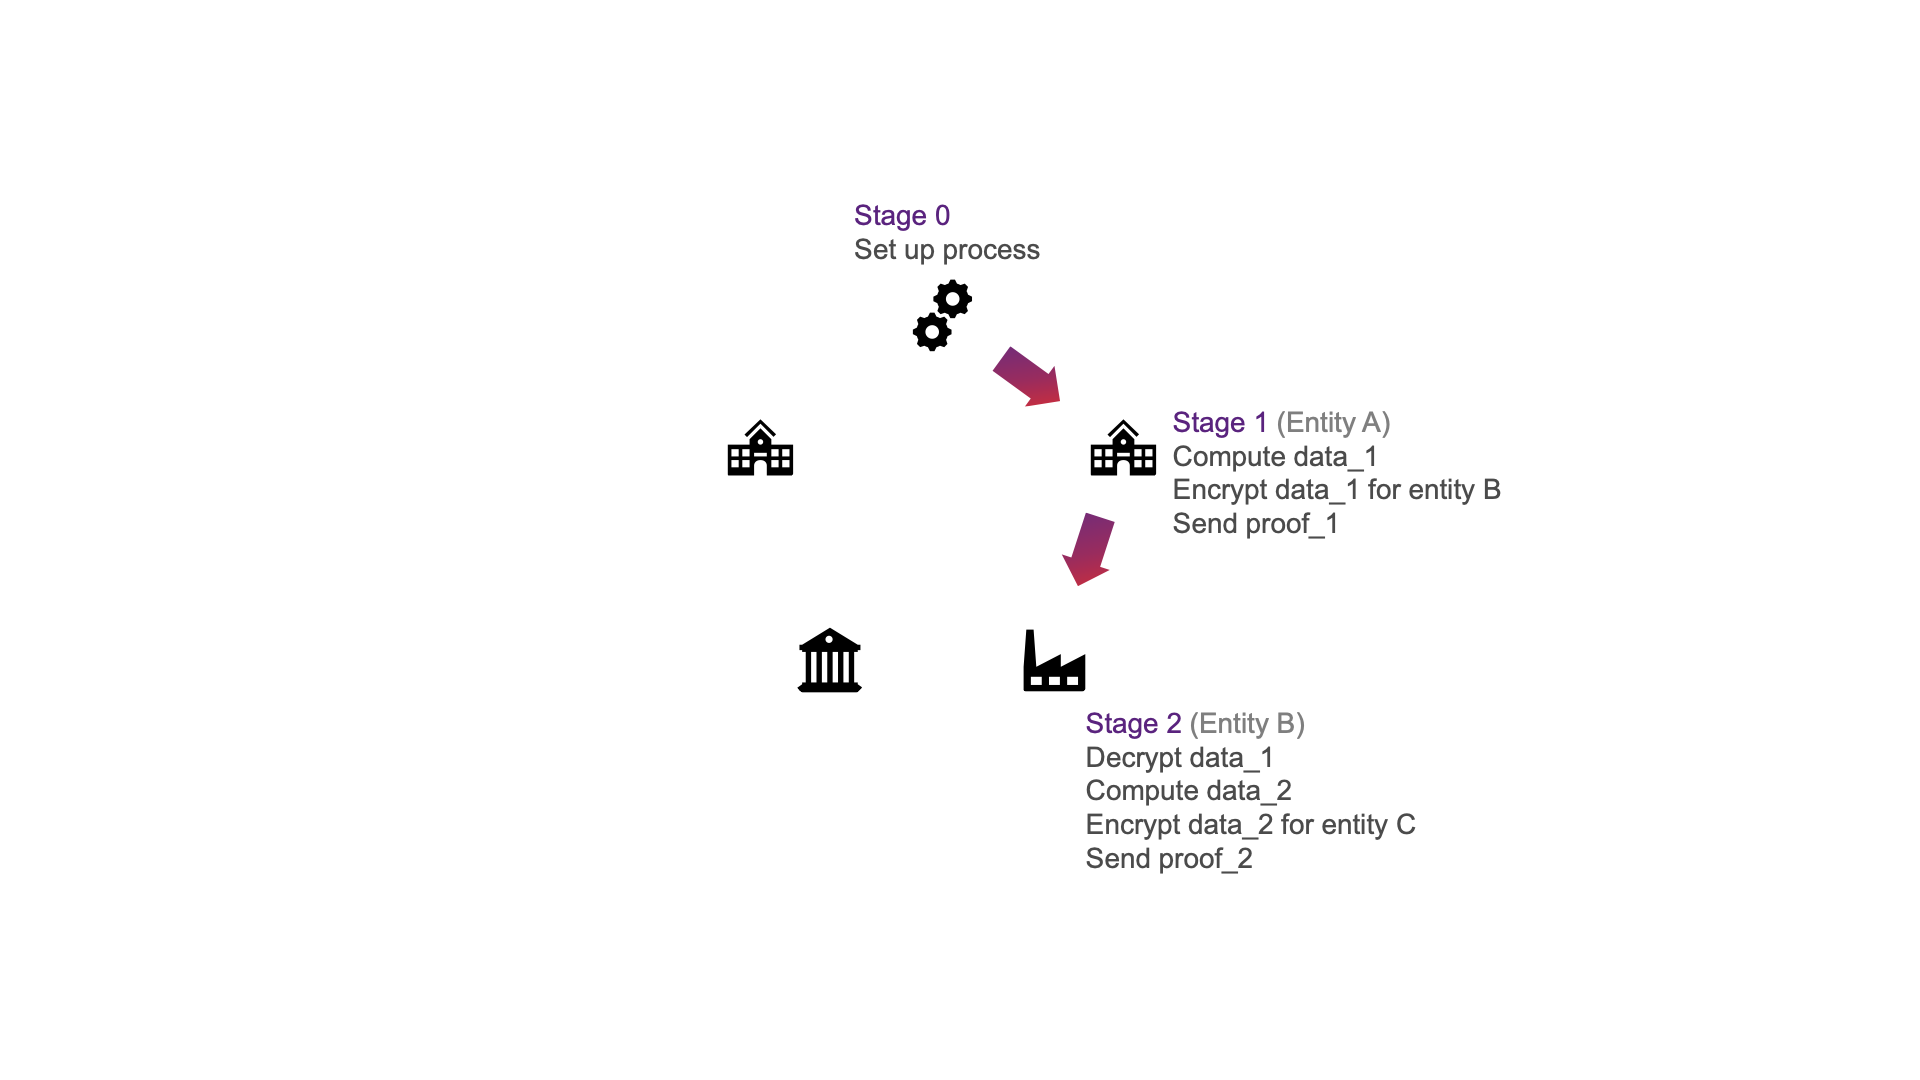 Stage 0
Set up process
Stage 1 (Entity A)
Compute data_1
Encrypt data_1 for entity B
Send proof_1
Stage 2 (Entity B)
Decrypt data_1
Compute data_2
Encrypt data_2 for entity C
Send proof_2